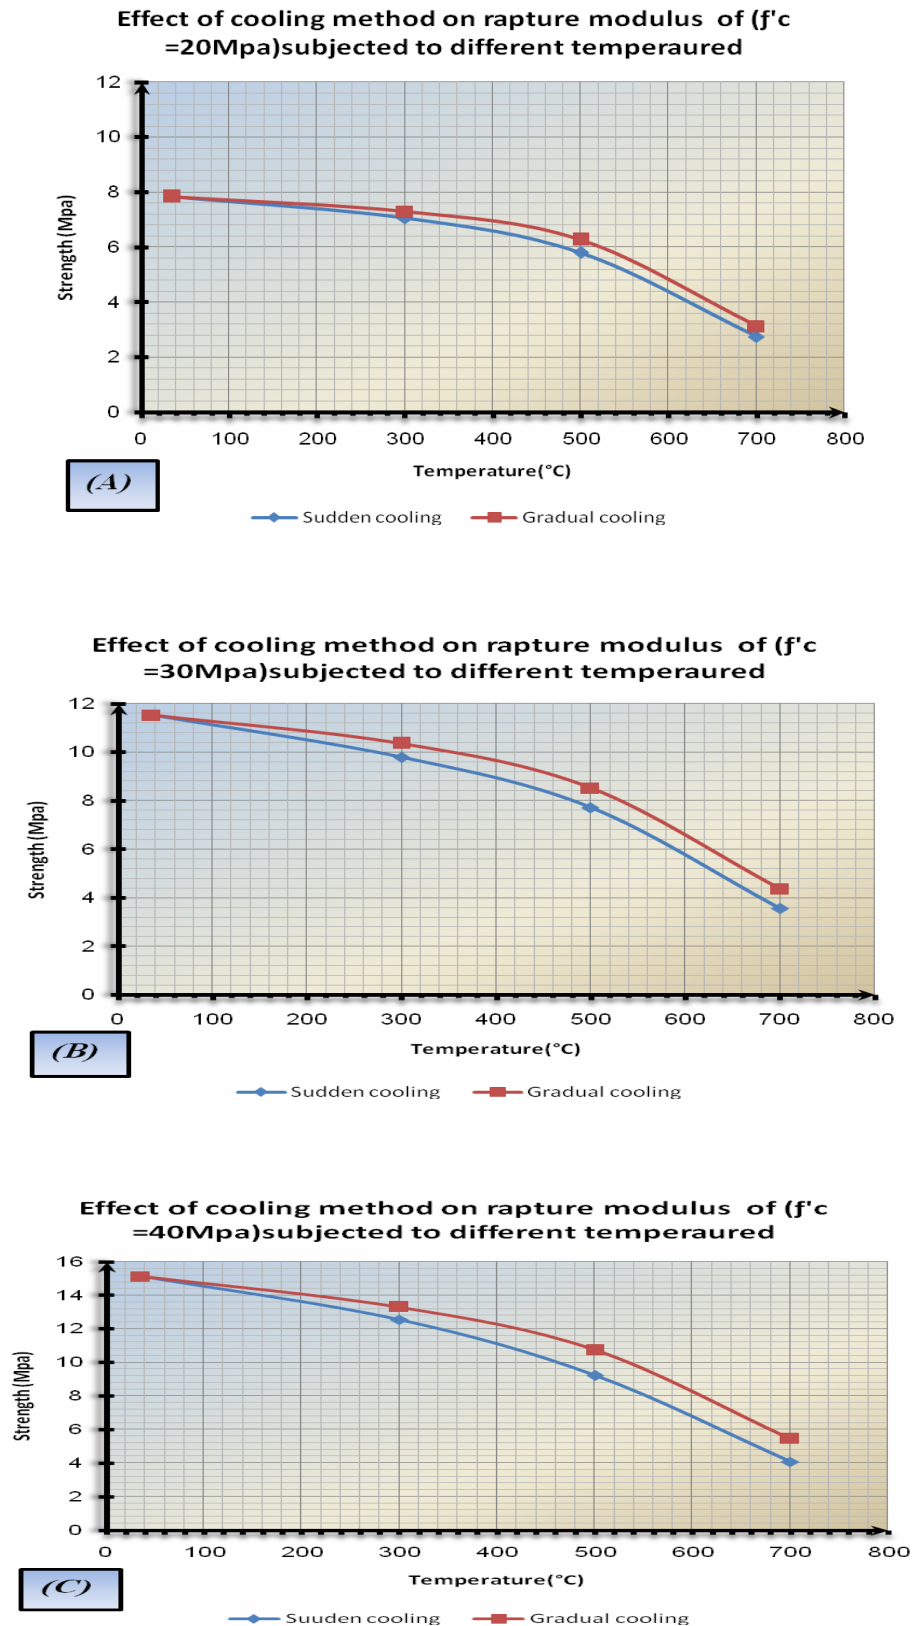 Effect of cooling method on rapture modulus of (ƒ'c
=20Mpa)subjected to different temperaured
12
10
8
6
4
2
0
Strength(Mpa)
0 100 200 300 400 500 600 700 800
Temperature(°C)
(A)
Sudden cooling Gradual cooling
Effect of cooling method on rapture modulus of (ƒ'c
=30Mpa)subjected to different temperaured
12
10
8
6
4
2
0
Strength(Mpa)
0 100 200 300 400 500 600 700 800
Temperature(°C)
(B)
Sudden cooling Gradual cooling
Effect of cooling method on rapture modulus of (ƒ'c
=40Mpa)subjected to different temperaured
16
14
12
10
8
6
4
2
0
Strength(Mpa)
0 100 200 300 400 500 600 700 800
Temperature(°C)
(C)
Suuden cooling Gradual cooling